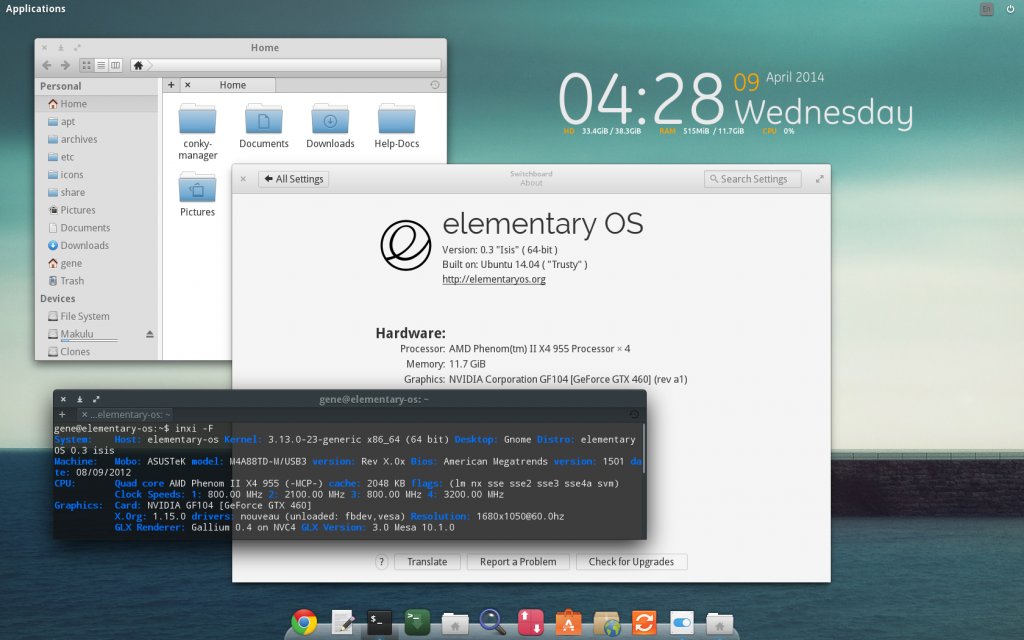 Applications
En
Home
Personal
Home
apt
archives
etc
icons
share
Pictures
Documents
Downloads
gene
Trash
Devices
File System
Makulu
Clones
+ × Home
conky-manager
Documents
Downloads
Help-Docs
Pictures
04:28
09 April 2014
Wednesday
HD 33.4GiB / 38.3GiB RAM 515MiB / 11.7GiB CPU 0%
All Settings
Switchboard
About
Search Settings
elementary OS
Version: 0.3 "Isis" ( 64-bit )
Built on: Ubuntu 14.04 ( "Trusty" )
http://elementaryos.org
Hardware:
Processor: AMD Phenom(tm) II X4 955 Processor × 4
Memory: 11.7 GiB
Graphics: NVIDIA Corporation GF104 [GeForce GTX 460] (rev a1)
gene@elementary-os: ~
+ × ...elementary-os: ~
gene@elementary-os:~$ inxi -F
System: Host: elementary-os Kernel: 3.13.0-23-generic x86_64 (64 bit) Desktop: Gnome Distro: elementary
OS 0.3 isis
Machine: Mobo: ASUSTeK model: M4A88TD-M/USB3 version: Rev X.0x Bios: American Megatrends version: 1501 da
te: 08/09/2012
CPU: Quad core AMD Phenom II X4 955 (-MCP-) cache: 2048 KB flags: (lm nx sse sse2 sse3 sse4a svm)
Clock Speeds: 1: 800.00 MHz 2: 2100.00 MHz 3: 800.00 MHz 4: 3200.00 MHz
Graphics: Card: NVIDIA GF104 [GeForce GTX 460]
X.Org: 1.15.0 drivers: nouveau (unloaded: fbdev,vesa) Resolution: 1680x1050@60.0hz
GLX Renderer: Gallium 0.4 on NVC4 GLX Version: 3.0 Mesa 10.1.0
? Translate Report a Problem Check for Upgrades